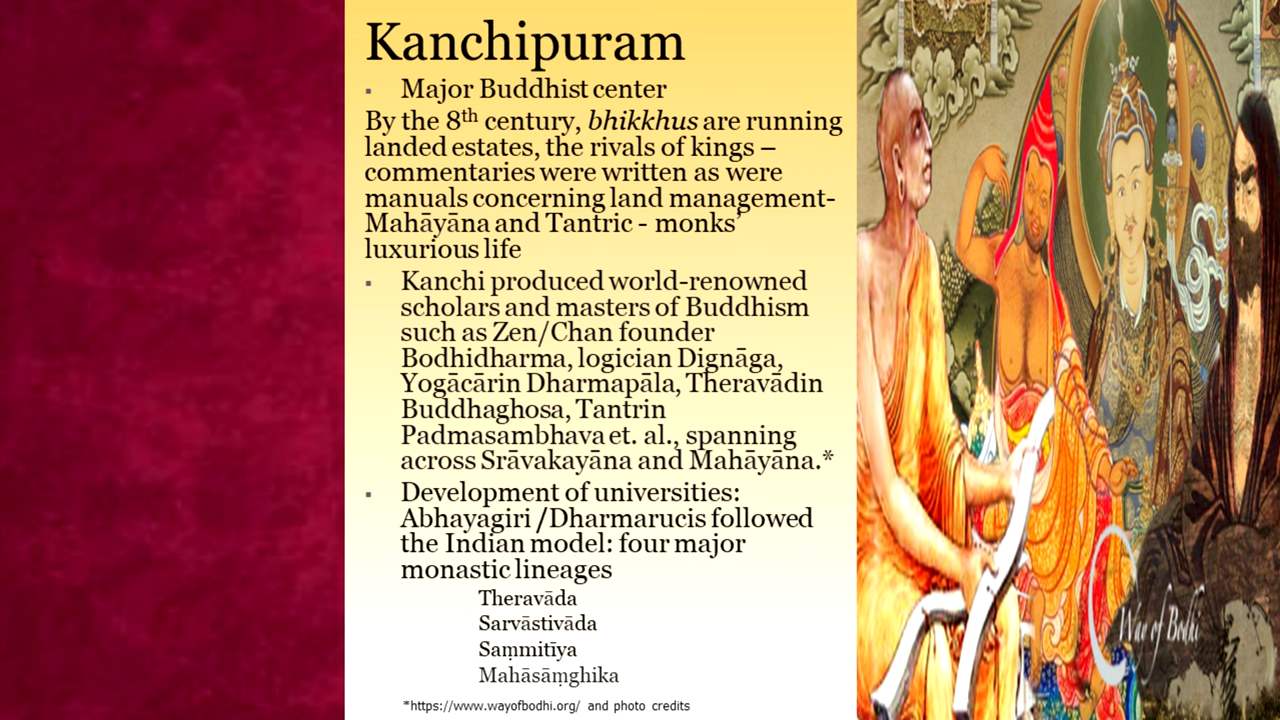 Kanchipuram
▪ Major Buddhist center
By the 8th century, bhikkhus are running
landed estates, the rivals of kings –
commentaries were written as were
manuals concerning land management-
Mahāyāna and Tantric - monks’
luxurious life
▪ Kanchi produced world-renowned
scholars and masters of Buddhism
such as Zen/Chan founder
Bodhidharma, logician Dignāga,
Yogācārin Dharmapāla, Theravādin
Buddhaghosa, Tantrin
Padmasambhava et. al., spanning
across Srāvakayāna and Mahāyāna.*
▪ Development of universities:
Abhayagiri /Dharmarucis followed
the Indian model: four major
monastic lineages
Theravāda
Sarvāstivāda
Saṃmitīya
Mahāsāṃghika
*https://www.wayofbodhi.org/ and photo credits
Way of Bodhi